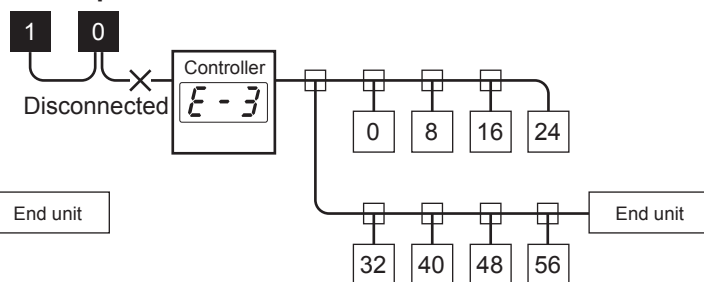 1 0
Controller
E-3
Disconnected
0 8 16 24
End unit
End unit
32 40 48 56